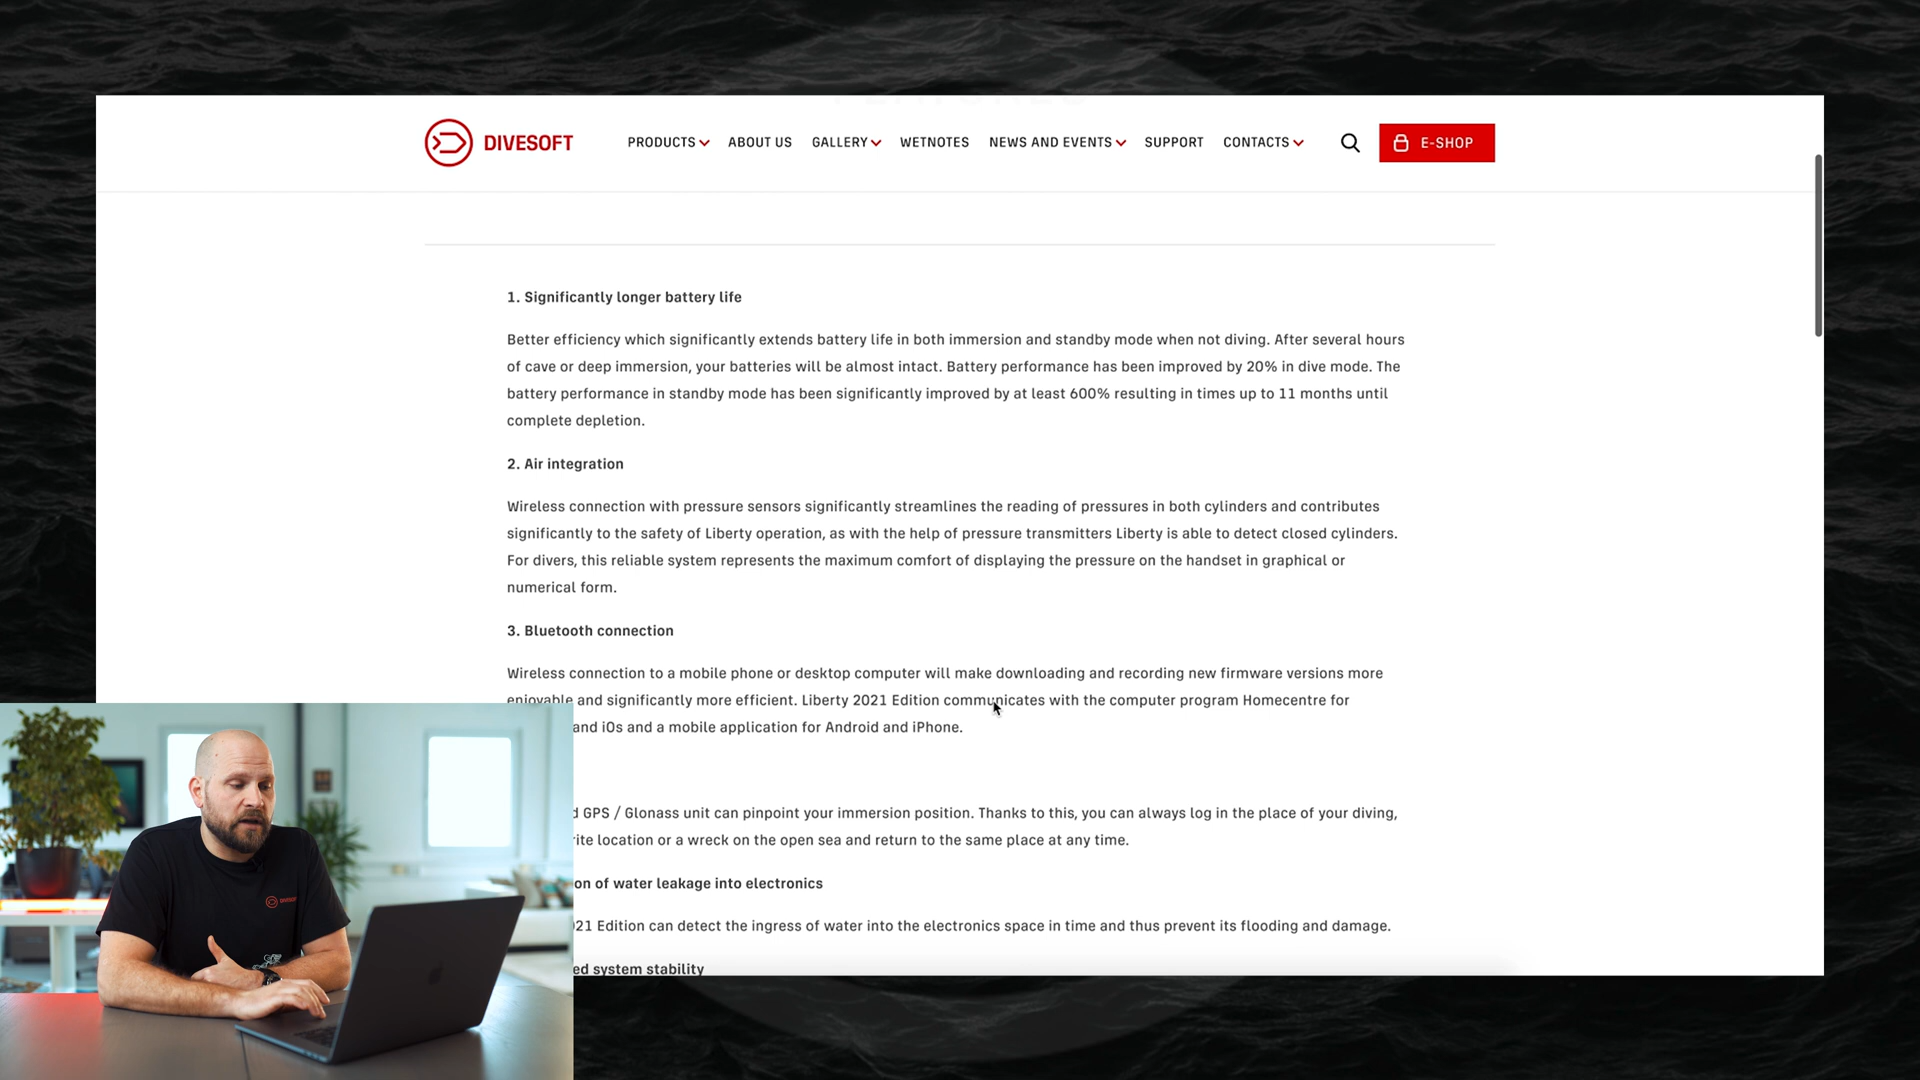 DIVESOFT
PRODUCTS
ABOUT US
GALLERY
WETNOTES
NEWS AND EVENTS
SUPPORT
CONTACTS
E-SHOP
1. Significantly longer battery life
Better efficiency which significantly extends battery life in both immersion and standby mode when not diving. After several hours
of cave or deep immersion, your batteries will be almost intact. Battery performance has been improved by 20% in dive mode. The
battery performance in standby mode has been significantly improved by at least 600% resulting in times up to 11 months until
complete depletion.
2. Air integration
Wireless connection with pressure sensors significantly streamlines the reading of pressures in both cylinders and contributes
significantly to the safety of Liberty operation, as with the help of pressure transmitters Liberty is able to detect closed cylinders.
For divers, this reliable system represents the maximum comfort of displaying the pressure on the handset in graphical or
numerical form.
3. Bluetooth connection
Wireless connection to a mobile phone or desktop computer will make downloading and recording new firmware versions more
enjoyable and significantly more efficient. Liberty 2021 Edition communicates with the computer program Homecentre for
and iOs and a mobile application for Android and iPhone.
d GPS / Glonass unit can pinpoint your immersion position. Thanks to this, you can always log in the place of your diving,
rite location or a wreck on the open sea and return to the same place at any time.
on of water leakage into electronics
21 Edition can detect the ingress of water into the electronics space in time and thus prevent its flooding and damage.
ed system stability
DIVESOFT